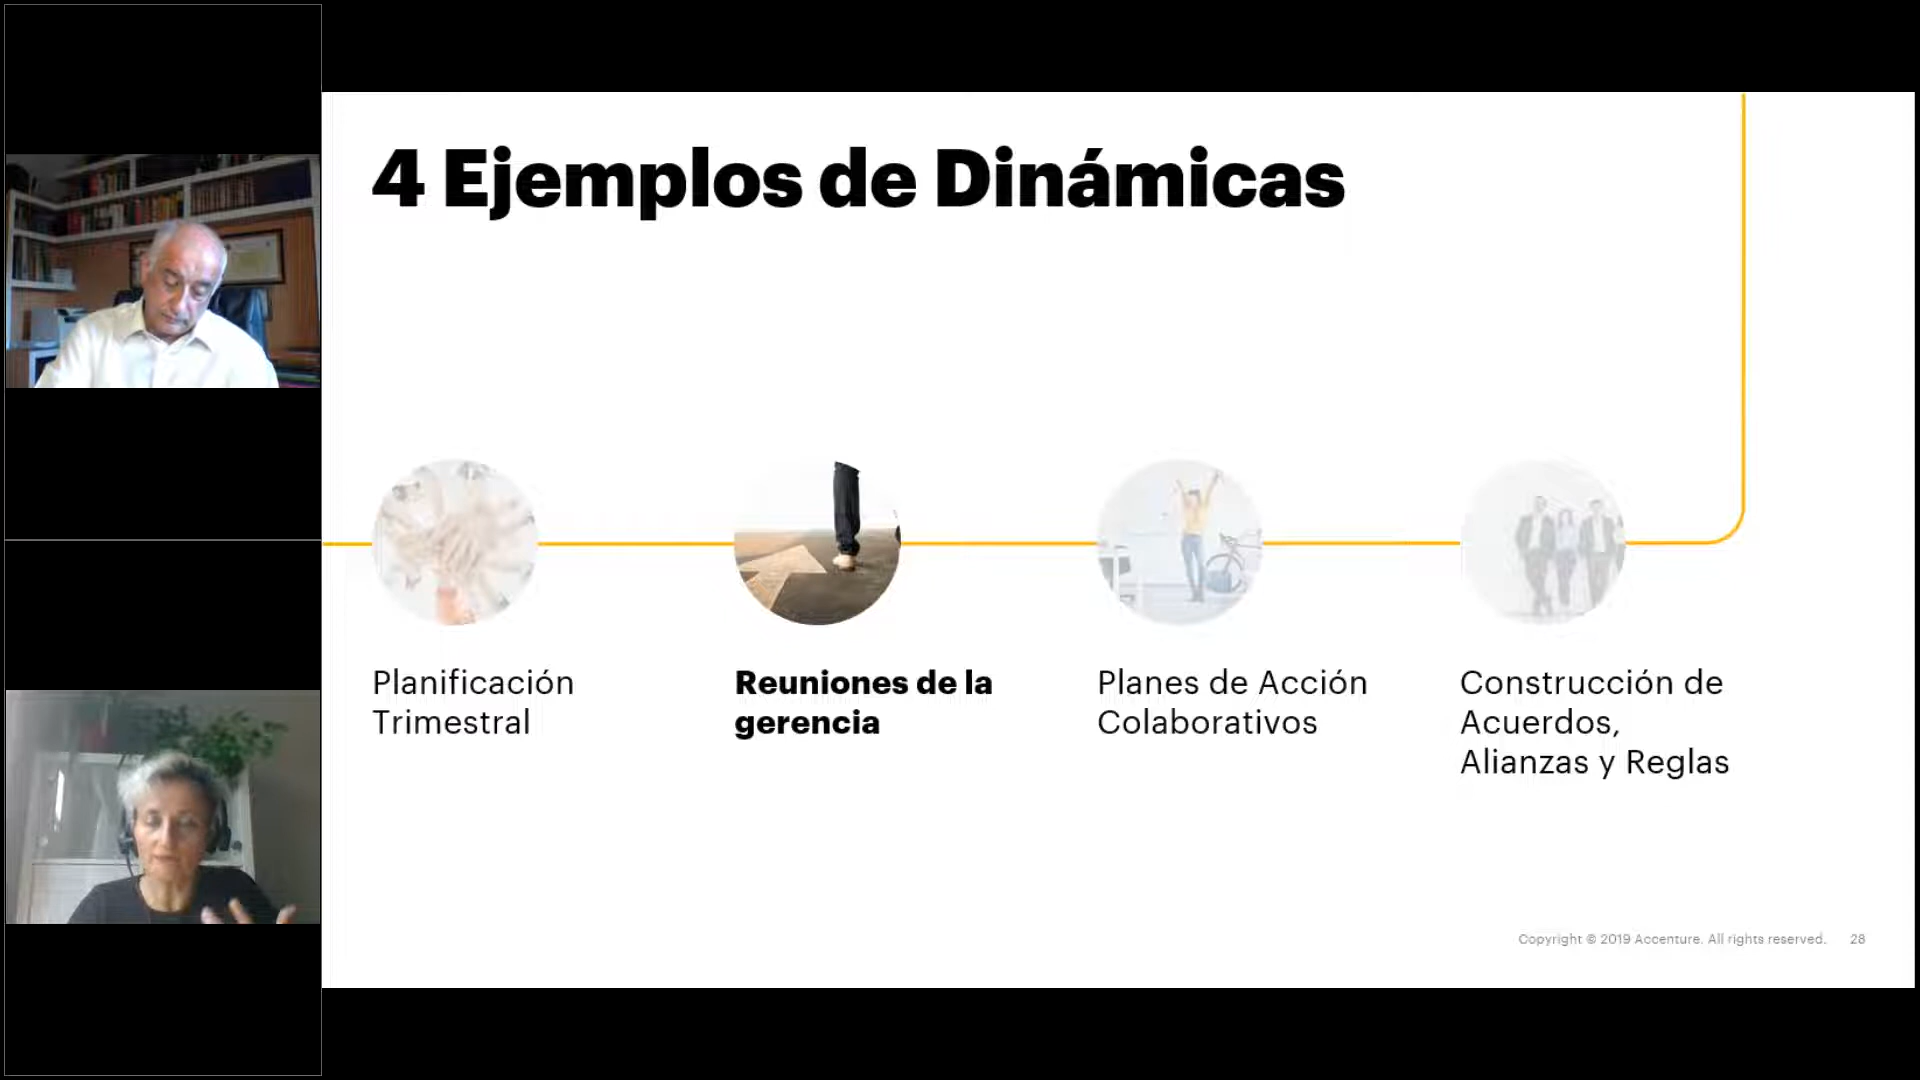 4 Ejemplos de Dinámicas
Planificación
Trimestral
Reuniones de la
gerencia
Planes de Acción
Colaborativos
Construcción de
Acuerdos,
Alianzas y Reglas
Copyright © 2019 Accenture. All rights reserved. 28